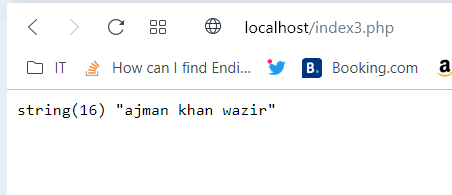 localhost/index3.php
IT How can I find Endi... B. Booking.com a
string(16) "ajman khan wazir"